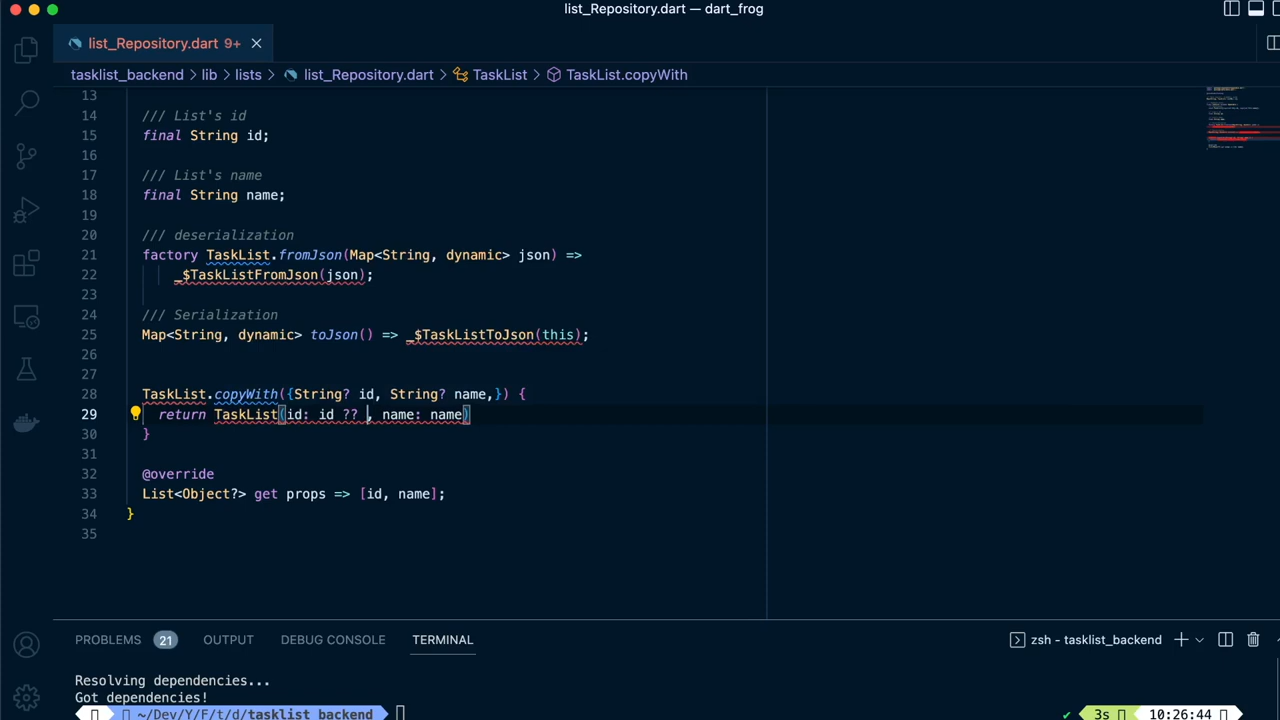 list_Repository.dart — dart_frog
list_Repository.dart 9+
tasklist_backend > lib > lists > list_Repository.dart > TaskList > TaskList.copyWith
13
14 /// List's id
15 final String id;
16
17 /// List's name
18 final String name;
19
20 /// deserialization
21 factory TaskList.fromJson(Map<String, dynamic> json) =>
22 _$TaskListFromJson(json);
23
24 /// Serialization
25 Map<String, dynamic> toJson() => _$TaskListToJson(this);
26
27
28 TaskList.copyWith({String? id, String? name,}) {
29 return TaskList(id: id ?? , name: name)
30 }
31
32 @override
33 List<Object?> get props => [id, name];
34 }
35
PROBLEMS 21 OUTPUT DEBUG CONSOLE TERMINAL zsh - tasklist_backend
Resolving dependencies...
Got dependencies!
~/Dev/Y/F/t/d/tasklist_backend 3s 10:26:44